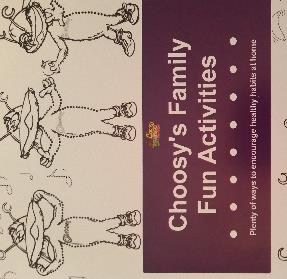 Choosy's Family
Fun Activities
Plenty of ways to encourage healthy habits at home